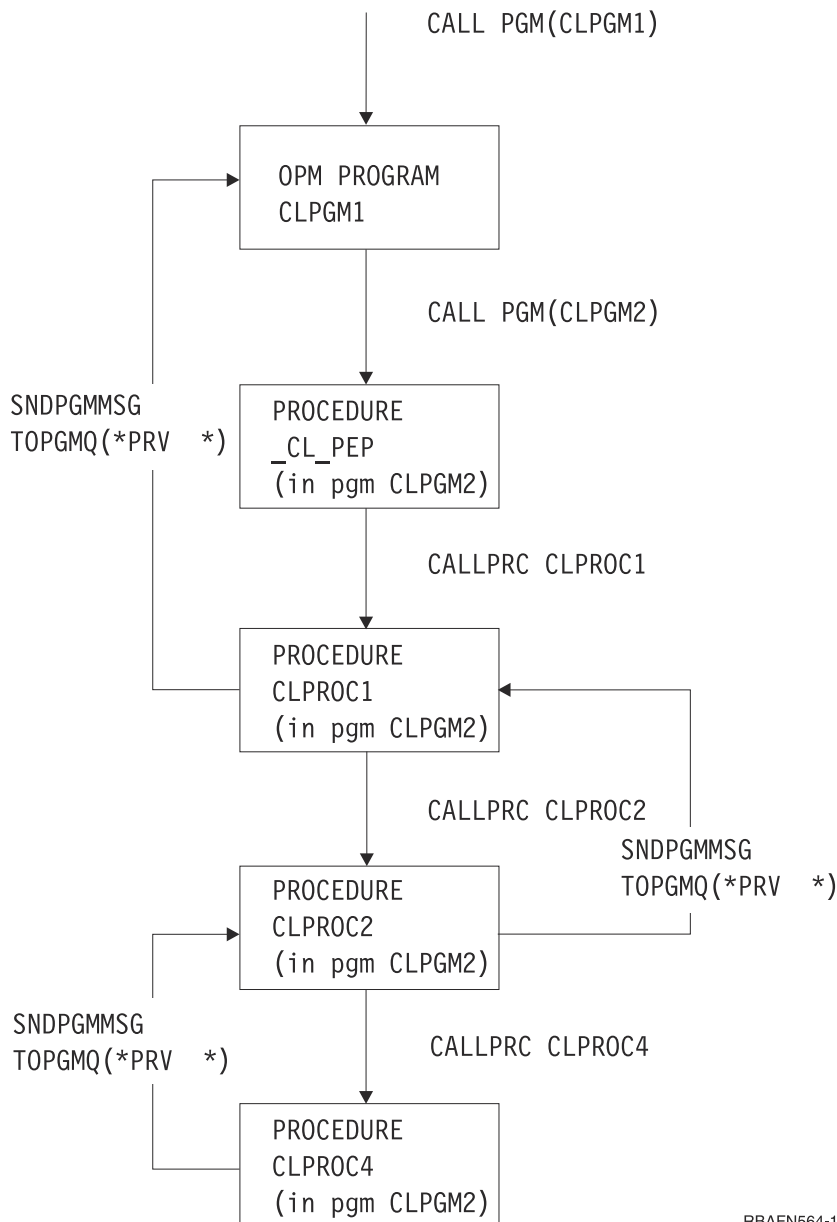 CALL PGM(CLPGM1)
OPM PROGRAM
CLPGM1
CALL PGM(CLPGM2)
SNDPGMMSG
TOPGMQ(*PRV *)
PROCEDURE
_CL_PEP
(in pgm CLPGM2)
CALLPRC CLPROC1
PROCEDURE
CLPROC1
(in pgm CLPGM2)
CALLPRC CLPROC2
SNDPGMMSG
TOPGMQ(*PRV *)
PROCEDURE
CLPROC2
(in pgm CLPGM2)
SNDPGMMSG
TOPGMQ(*PRV *)
CALLPRC CLPROC4
PROCEDURE
CLPROC4
(in pgm CLPGM2)
RBAFN564-1